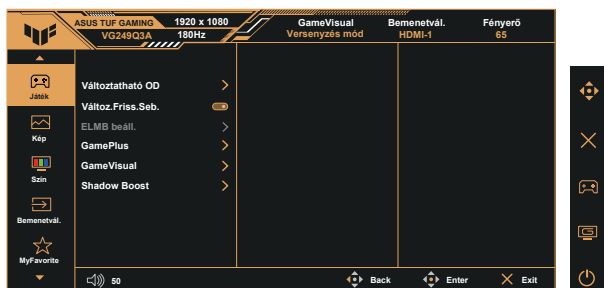 ASUS TUF GAMING 1920 x 1080 GameVisual Bemenetvál. Fényerő
VG249Q3A 180Hz Versenyzés mód HDMI-1 65
Játék
Kép
Szín
Bemenetvál.
MyFavorite
Változtatható OD
Változ.Friss.Seb.
ELMB beáll.
GamePlus
GameVisual
Shadow Boost
50 Back Enter Exit